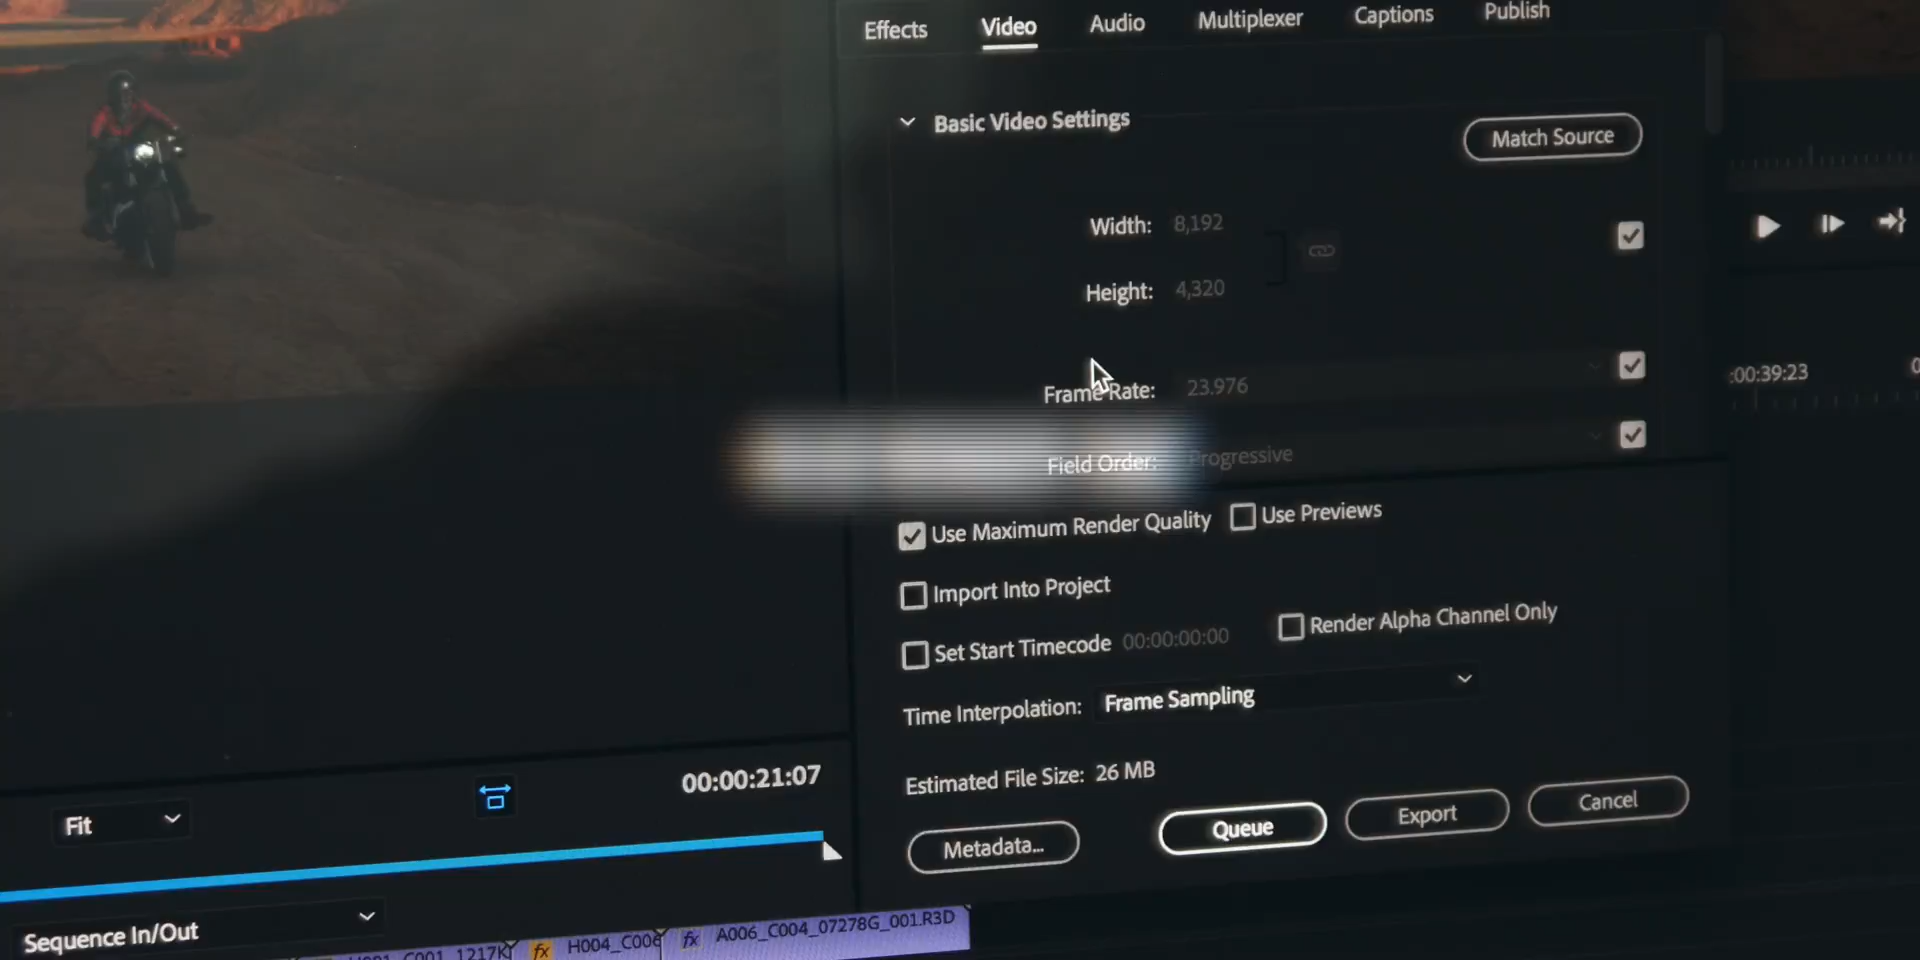 Effects Video Audio Multiplexer Captions Publish
Basic Video Settings
Match Source
Width: 8,192
Height: 4,320
Frame Rate: 23.976
:00:39:23
Field Order: Progressive
Use Maximum Render Quality Use Previews
Import Into Project
Set Start Timecode 00:00:00:00 Render Alpha Channel Only
Time Interpolation: Frame Sampling
Estimated File Size: 26 MB
00:00:21:07
Fit
Metadata... Queue Export Cancel
Sequence In/Out
fx H004_C006 fx A006_C004_07278G_001.R3D